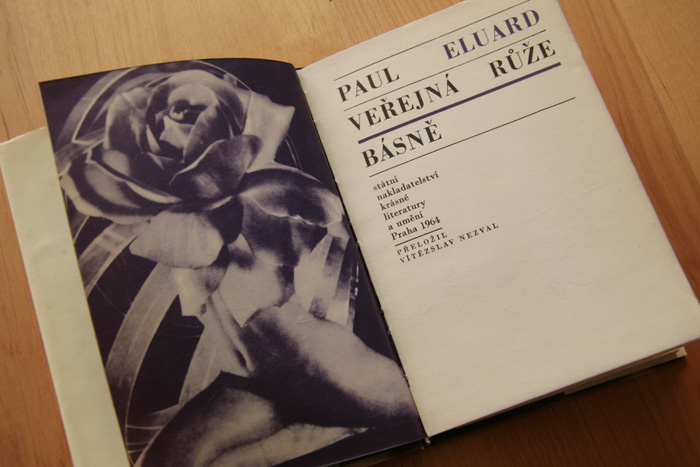 PAUL ELUARD
VEŘEJNÁ RŮŽE
BÁSNĚ
státní
nakladatelství
krásné
literatury
a umění
Praha 1964
PŘELOŽIL
VÍTĚZSLAV NEZVAL